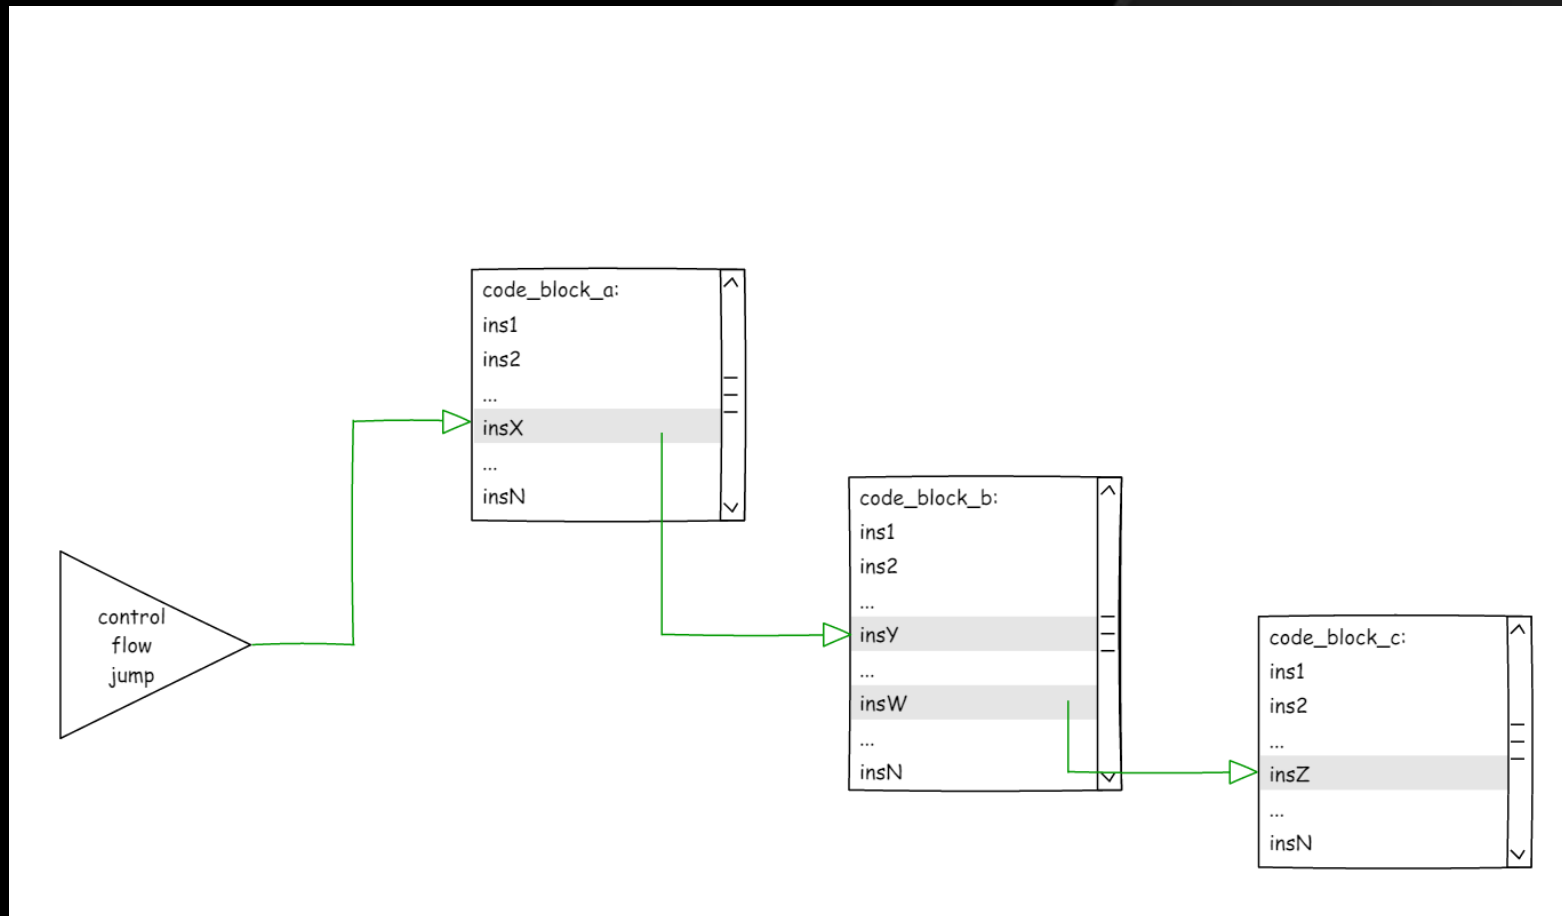 code_block_a:
ins1
ins2
...
insX
...
insN
control
flow
jump
code_block_b:
ins1
ins2
...
insY
...
insW
...
insN
code_block_c:
ins1
ins2
...
insZ
...
insN